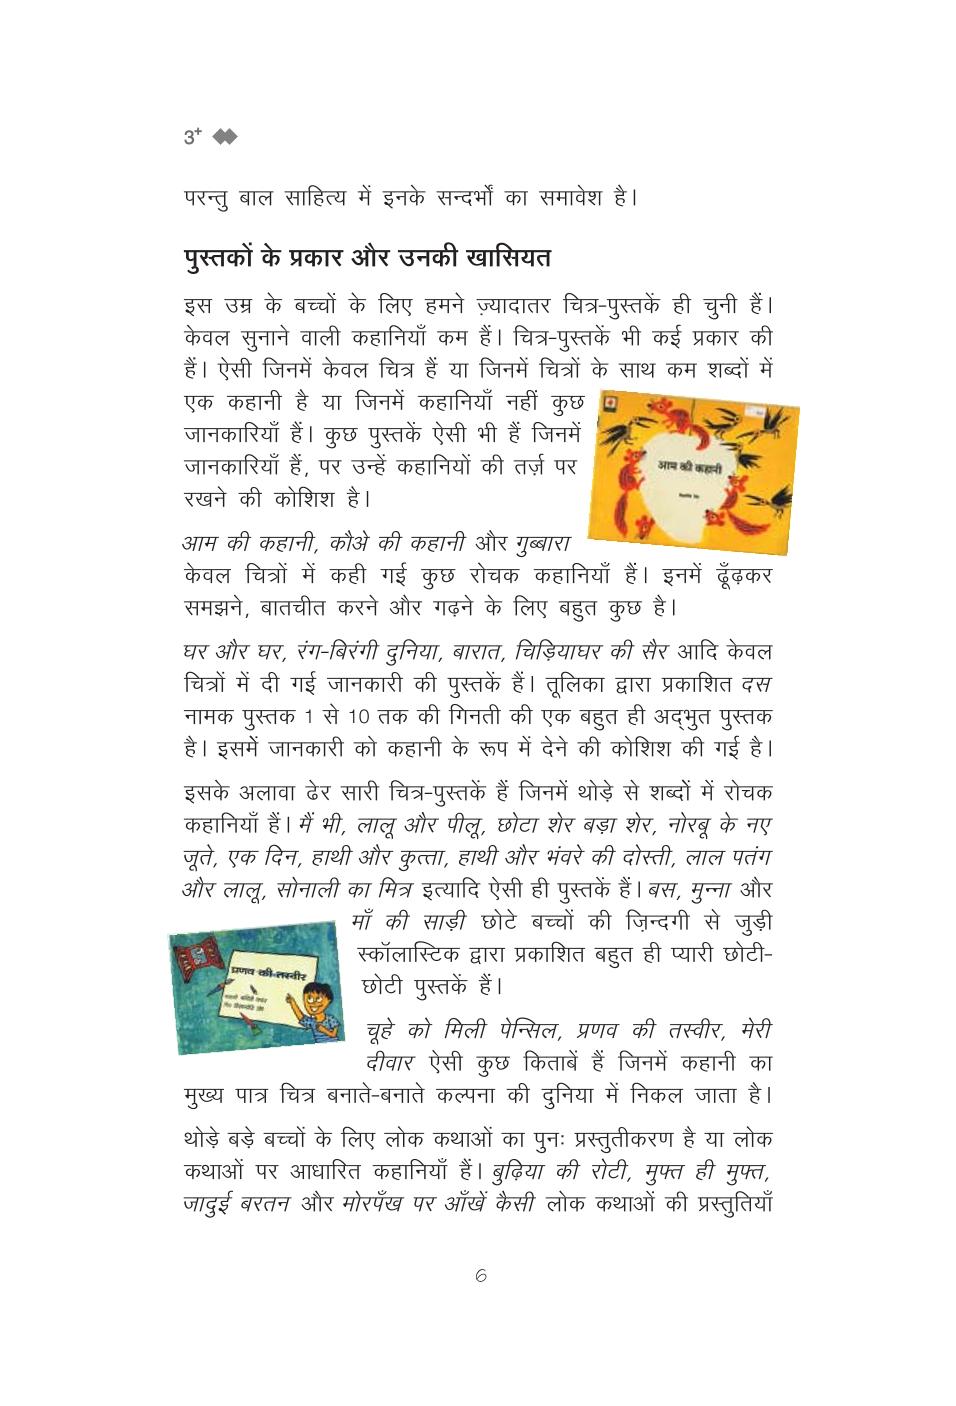 3+
परन्तु बाल साहित्य में इनके सन्दर्भों का समावेश है।
पुस्तकों के प्रकार और उनकी खासियत
इस उम्र के बच्चों के लिए हमने ज़्यादातर चित्र-पुस्तकें ही चुनी हैं।
केवल सुनाने वाली कहानियाँ कम हैं। चित्र-पुस्तकें भी कई प्रकार की
हैं। ऐसी जिनमें केवल चित्र हैं या जिनमें चित्रों के साथ कम शब्दों में
एक कहानी है या जिनमें कहानियाँ नहीं कुछ
जानकारियाँ हैं। कुछ पुस्तकें ऐसी भी हैं जिनमें
जानकारियाँ हैं, पर उन्हें कहानियों की तर्ज़ पर
रखने की कोशिश है।
आम की कहानी
आम की कहानी, कौअे की कहानी और गुब्बारा
केवल चित्रों में कही गई कुछ रोचक कहानियाँ हैं। इनमें ढूँढ़कर
समझने, बातचीत करने और गढ़ने के लिए बहुत कुछ है।
घर और घर, रंग-बिरंगी दुनिया, बारात, चिड़ियाघर की सैर आदि केवल
चित्रों में दी गई जानकारी की पुस्तकें हैं। तूलिका द्वारा प्रकाशित दस
नामक पुस्तक 1 से 10 तक की गिनती की एक बहुत ही अद्‌भुत पुस्तक
है। इसमें जानकारी को कहानी के रूप में देने की कोशिश की गई है।
इसके अलावा ढेर सारी चित्र-पुस्तकें हैं जिनमें थोड़े से शब्दों में रोचक
कहानियाँ हैं। मैं भी, लालू और पीलू, छोटा शेर बड़ा शेर, नोरबू के नए
जूते, एक दिन, हाथी और कुत्ता, हाथी और भंवरे की दोस्ती, लाल पतंग
और लालू, सोनाली का मित्र इत्यादि ऐसी ही पुस्तकें हैं। बस, मुन्ना और
माँ की साड़ी छोटे बच्चों की ज़िन्दगी से जुड़ी
स्कॉलास्टिक द्वारा प्रकाशित बहुत ही प्यारी छोटी-
छोटी पुस्तकें हैं।
प्रणव की तस्वीर
चूहे को मिली पेन्सिल, प्रणव की तस्वीर, मेरी
दीवार ऐसी कुछ किताबें हैं जिनमें कहानी का
मुख्य पात्र चित्र बनाते-बनाते कल्पना की दुनिया में निकल जाता है।
थोड़े बड़े बच्चों के लिए लोक कथाओं का पुनः प्रस्तुतीकरण है या लोक
कथाओं पर आधारित कहानियाँ हैं। बुढ़िया की रोटी, मुफ्त ही मुफ्त,
जादुई बरतन और मोरपँख पर आँखें कैसी लोक कथाओं की प्रस्तुतियाँ
6